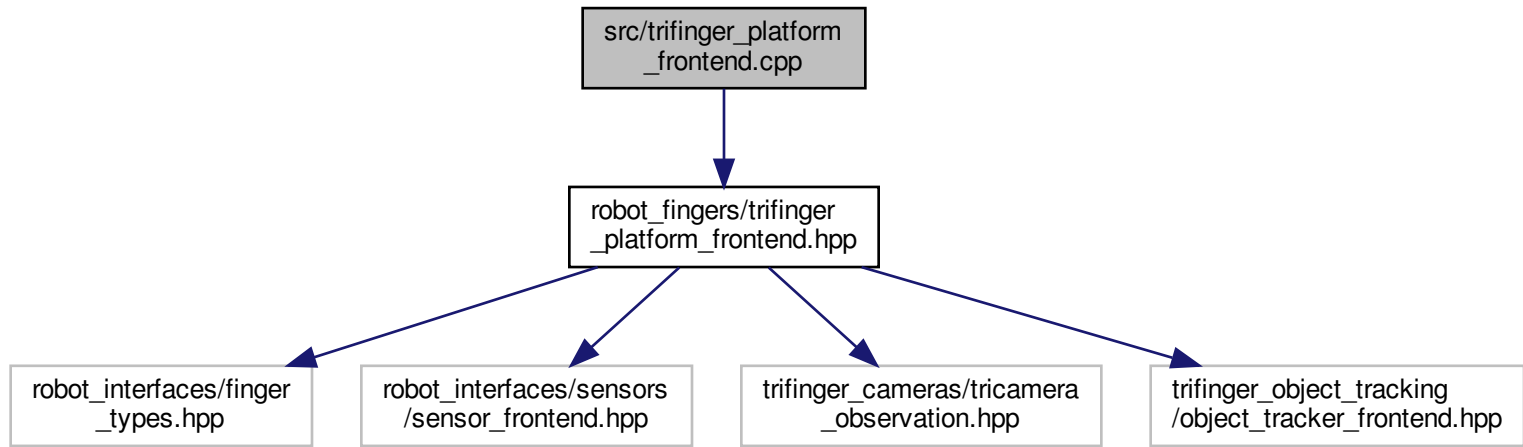 src/trifinger_platform
_frontend.cpp
robot_fingers/trifinger
_platform_frontend.hpp
robot_interfaces/finger
_types.hpp
robot_interfaces/sensors
/sensor_frontend.hpp
trifinger_cameras/tricamera
_observation.hpp
trifinger_object_tracking
/object_tracker_frontend.hpp